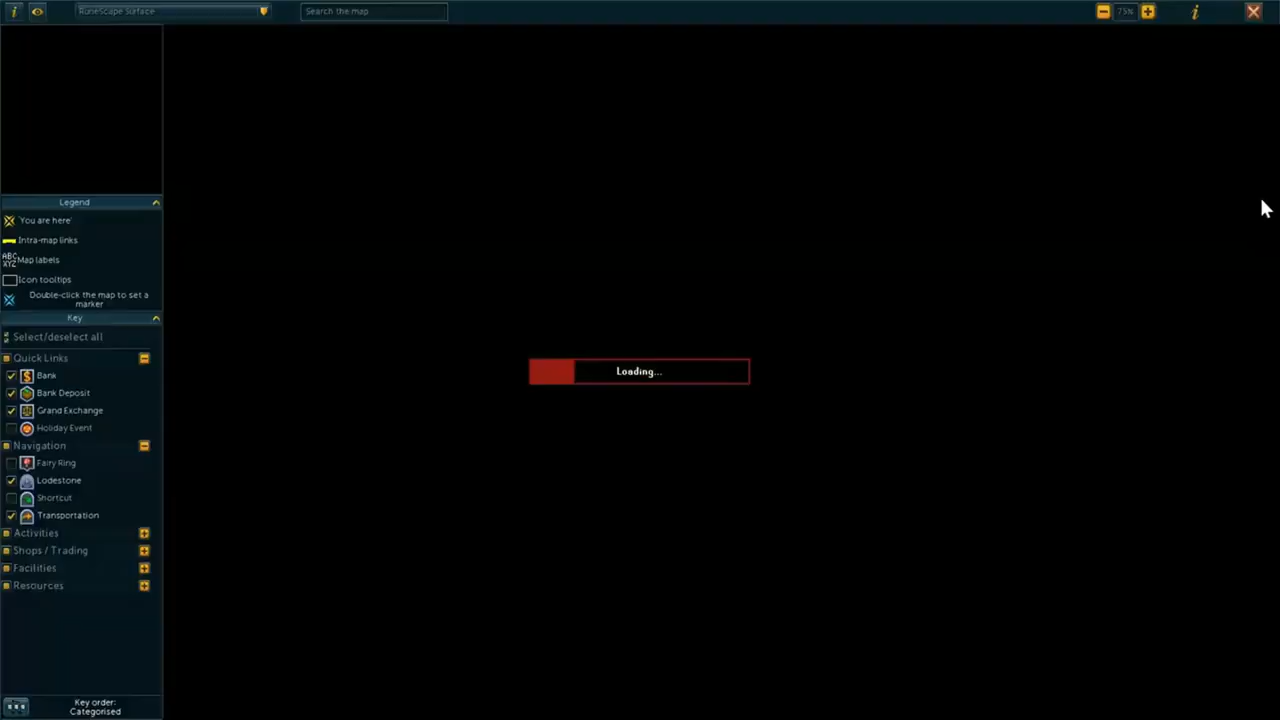 RuneScape Surface
Search the map
75%
Legend
'You are here'
Intra-map links
ABC
XYZ
Map labels
Icon tooltips
Double-click the map to set a
marker
Key
Select/deselect all
Quick Links
Bank
Bank Deposit
Grand Exchange
Holiday Event
Navigation
Fairy Ring
Lodestone
Shortcut
Transportation
Activities
Shops / Trading
Facilities
Resources
Loading...
Key order:
Categorised